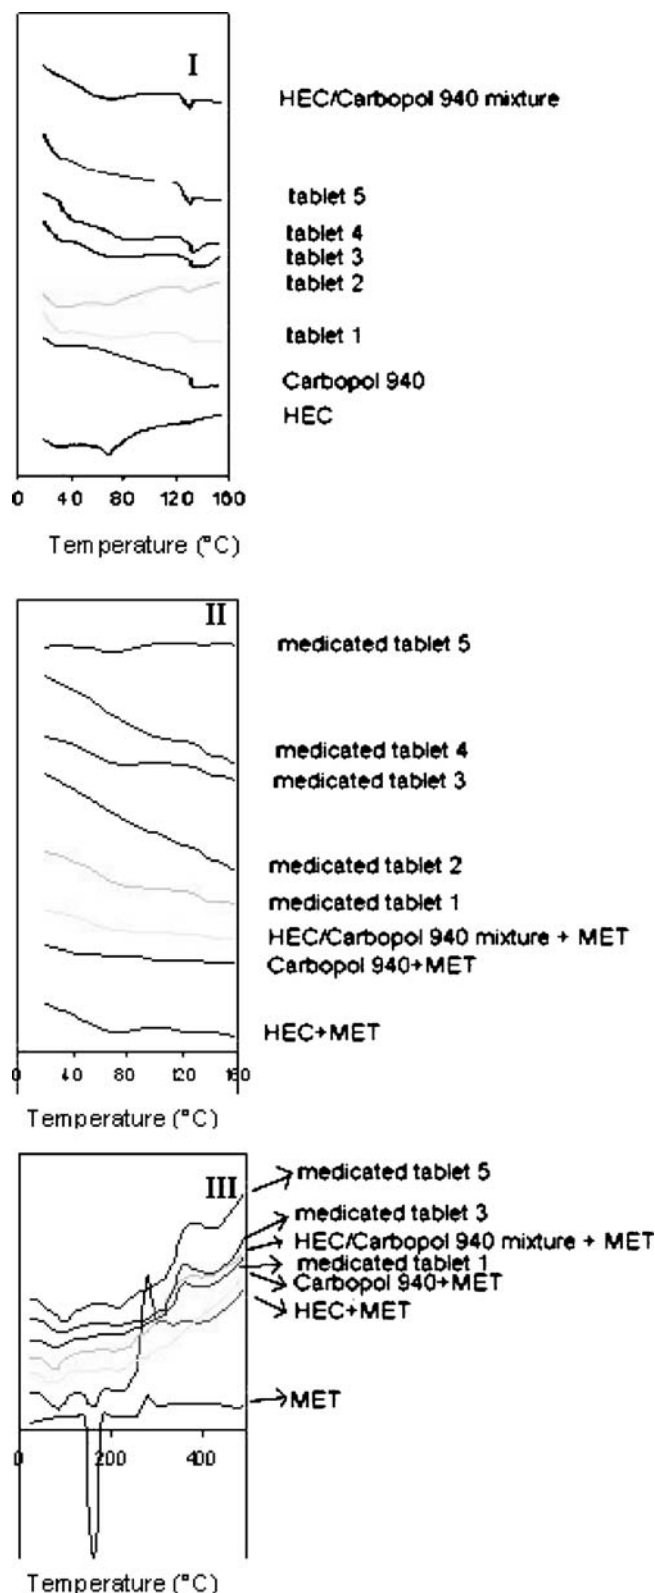 I
HEC/Carbopol 940 mixture
tablet 5
tablet 4
tablet 3
tablet 2
tablet 1
Carbopol 940
HEC
0 40 80 120 160
Temperature (°C)
II
medicated tablet 5
medicated tablet 4
medicated tablet 3
medicated tablet 2
medicated tablet 1
HEC/Carbopol 940 mixture + MET
Carbopol 940+MET
HEC+MET
0 40 80 120 160
Temperature (°C)
III
medicated tablet 5
medicated tablet 3
HEC/Carbopol 940 mixture + MET
medicated tablet 1
Carbopol 940+MET
HEC+MET
MET
0 200 400
Temperature (°C)